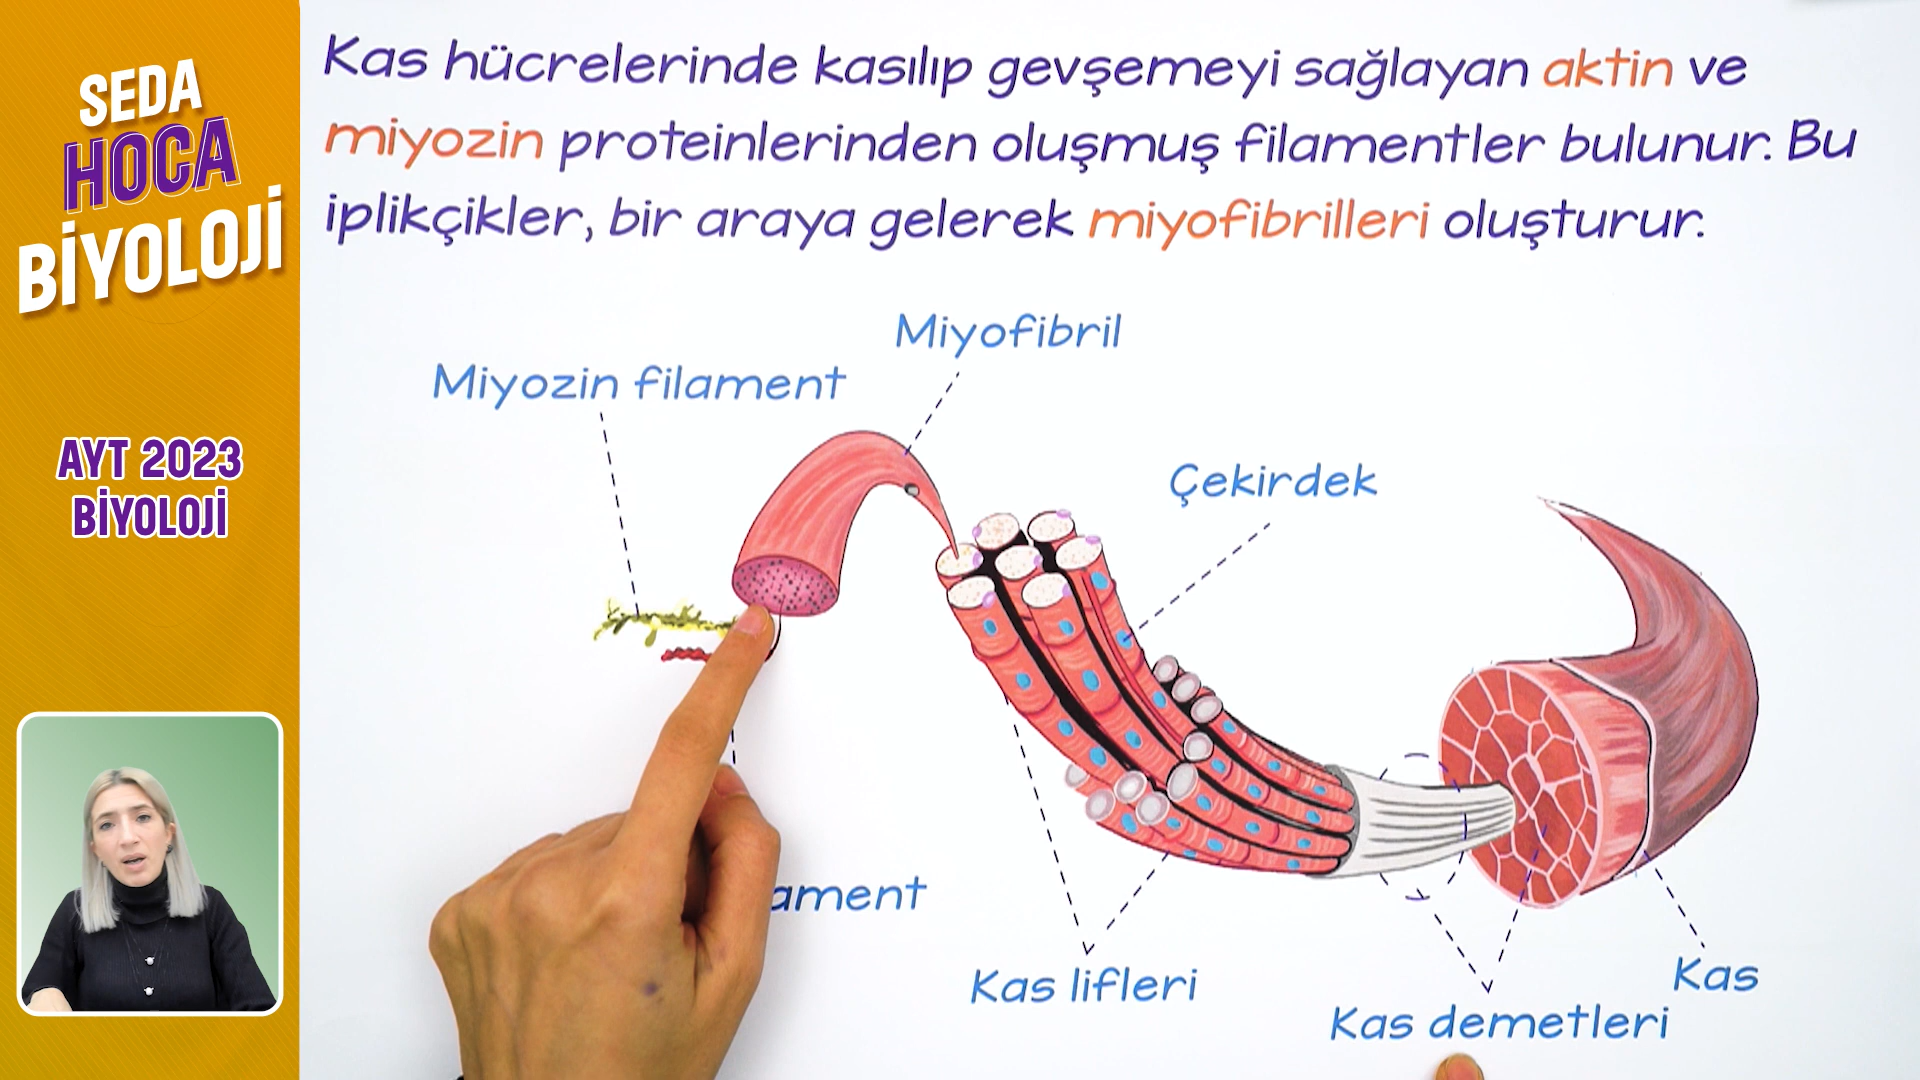 SEDA
HOCA
BİYOLOJİ
AYT 2023
BİYOLOJİ
Kas hücrelerinde kasılıp gevşemeyi sağlayan aktin ve
miyozin proteinlerinden oluşmuş filamentler bulunur. Bu
iplikçikler, bir araya gelerek miyofibrilleri oluşturur.
Miyofibril
Miyozin filament
Çekirdek
Kas lifleri
Kas
Kas demetleri